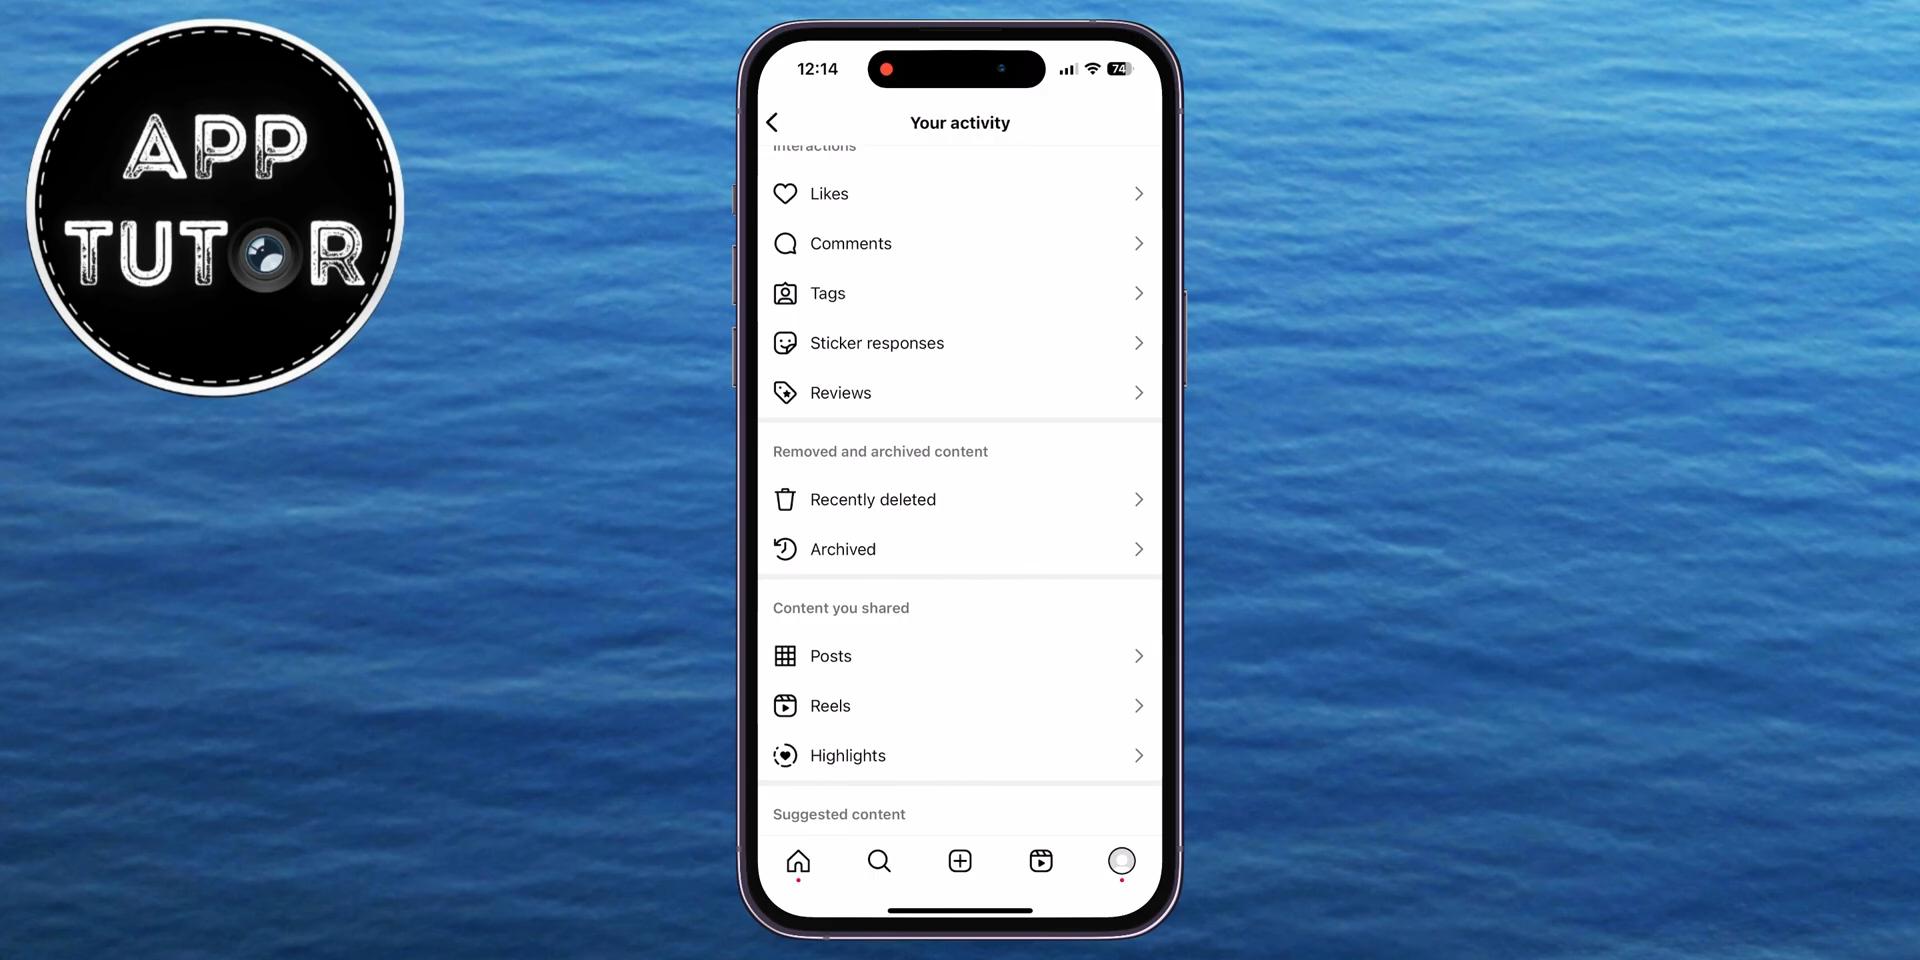 APP
TUTOR
12:14
74
Your activity
Interactions
Likes
Comments
Tags
Sticker responses
Reviews
Removed and archived content
Recently deleted
Archived
Content you shared
Posts
Reels
Highlights
Suggested content